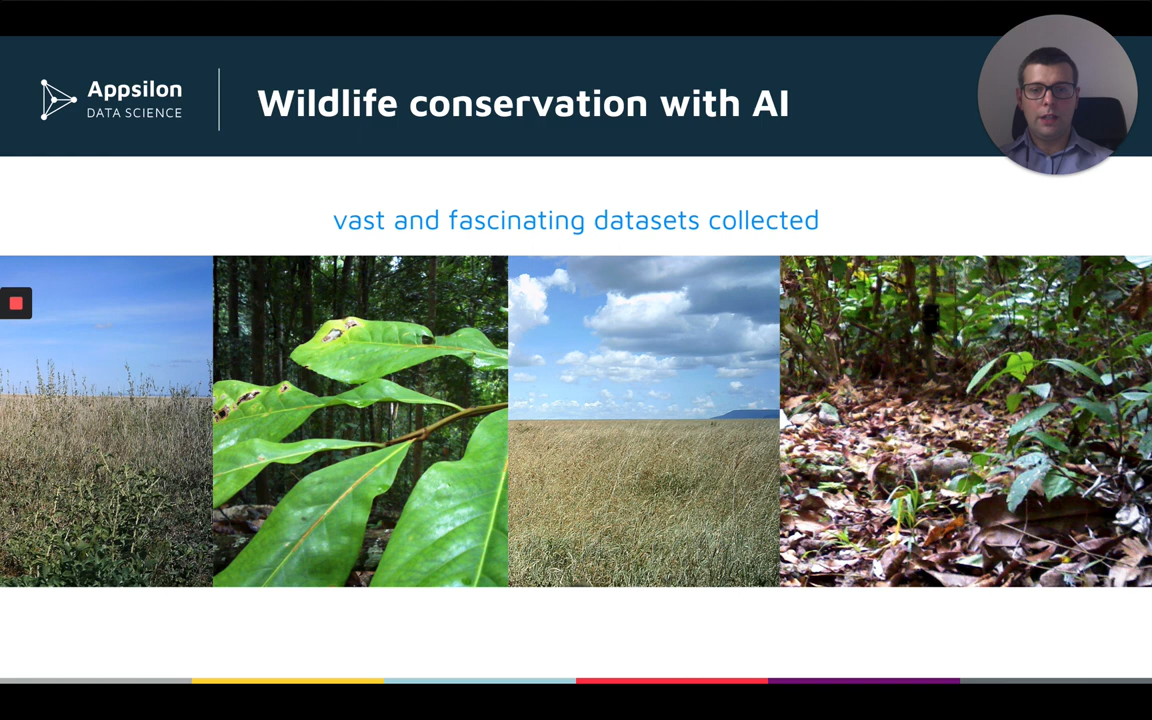 Appsilon
DATA SCIENCE
Wildlife conservation with AI
vast and fascinating datasets collected